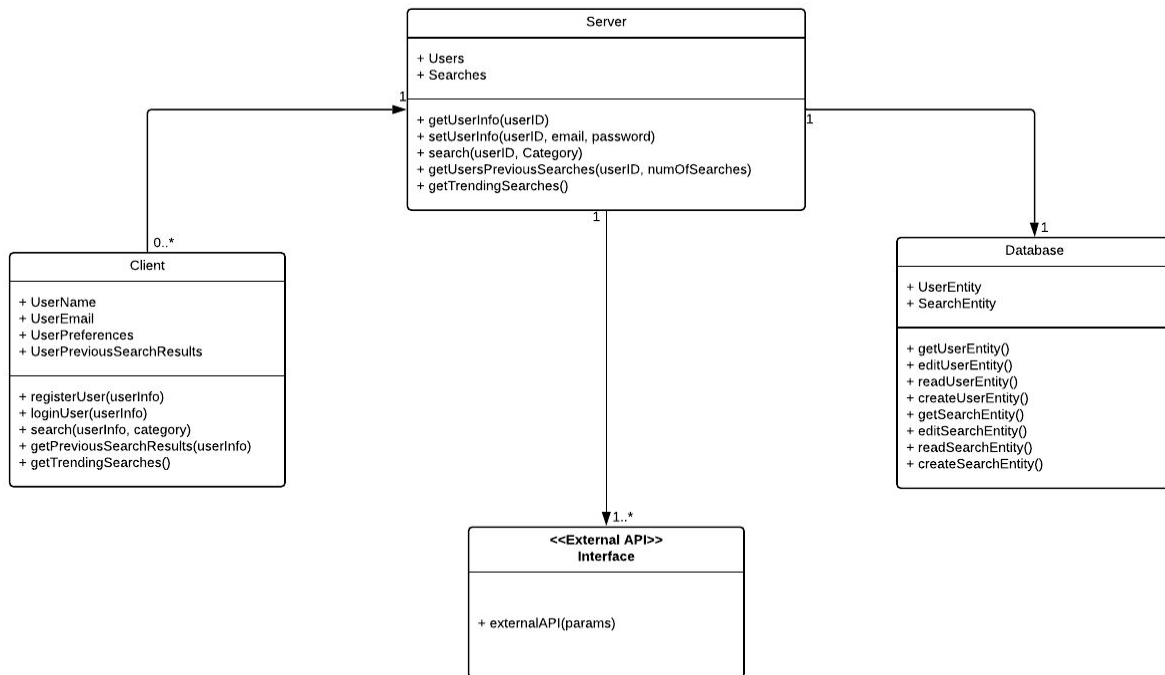 Server
+ Users
+ Searches
+ getUserInfo(userID)
+ setUserInfo(userID, email, password)
+ search(userID, Category)
+ getUsersPreviousSearches(userID, numOfSearches)
+ getTrendingSearches()
1
1
1
0..*
Client
+ UserName
+ UserEmail
+ UserPreferences
+ UserPreviousSearchResults
+ registerUser(userInfo)
+ loginUser(userInfo)
+ search(userInfo, category)
+ getPreviousSearchResults(userInfo)
+ getTrendingSearches()
1
Database
+ UserEntity
+ SearchEntity
+ getUserEntity()
+ editUserEntity()
+ readUserEntity()
+ createUserEntity()
+ getSearchEntity()
+ editSearchEntity()
+ readSearchEntity()
+ createSearchEntity()
1..*
<<External API>>
Interface
+ externalAPI(params)